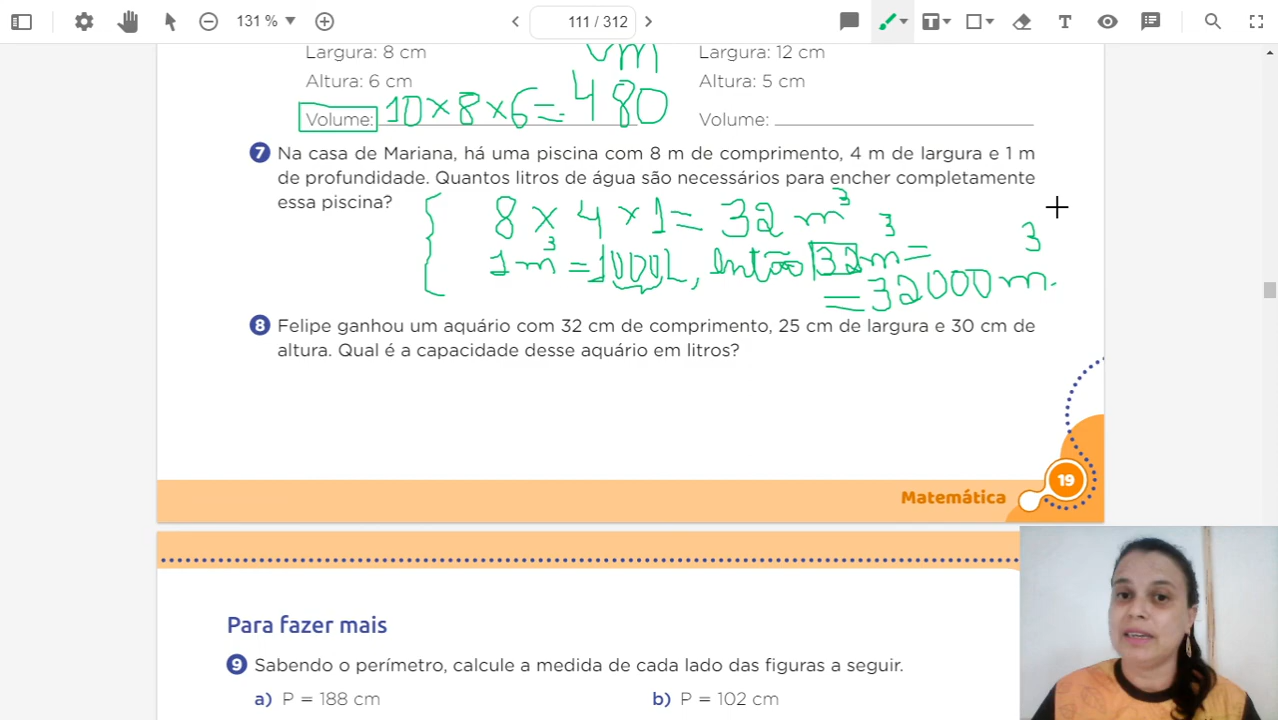 131 %
111 / 312
Largura: 8 cm
Largura: 12 cm
Altura: 6 cm
Altura: 5 cm
Volume: 10 × 8 × 6 = 480
Volume:
7 Na casa de Mariana, há uma piscina com 8 m de comprimento, 4 m de largura e 1 m
de profundidade. Quantos litros de água são necessários para encher completamente
essa piscina?
8 × 4 × 1 = 32 m³
1 m³ = 1000L, então 32 m³ =
= 32000 m³.
8 Felipe ganhou um aquário com 32 cm de comprimento, 25 cm de largura e 30 cm de
altura. Qual é a capacidade desse aquário em litros?
Matemática 19
Para fazer mais
9 Sabendo o perímetro, calcule a medida de cada lado das figuras a seguir.
a) P = 188 cm
b) P = 102 cm